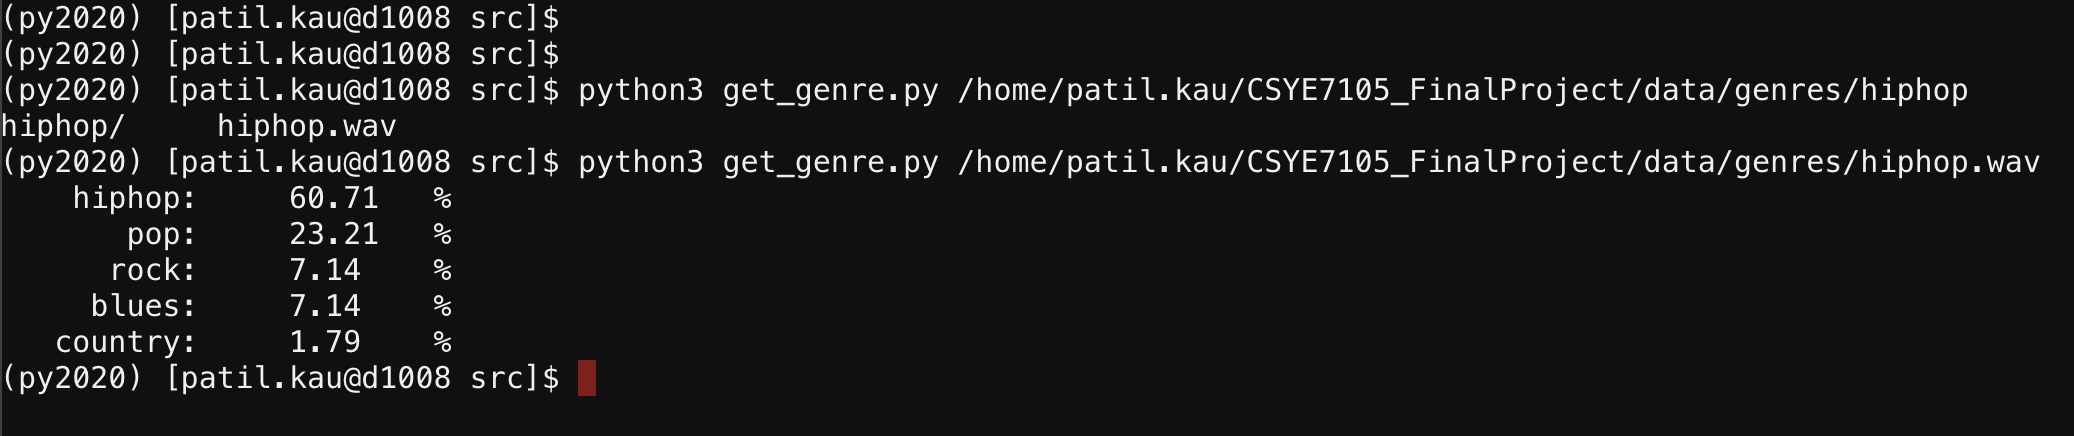 (py2020) [patil.kau@d1008 src]$
(py2020) [patil.kau@d1008 src]$
(py2020) [patil.kau@d1008 src]$ python3 get_genre.py /home/patil.kau/CSYE7105_FinalProject/data/genres/hiphop
hiphop/     hiphop.wav
(py2020) [patil.kau@d1008 src]$ python3 get_genre.py /home/patil.kau/CSYE7105_FinalProject/data/genres/hiphop.wav
    hiphop:     60.71   %
       pop:     23.21   %
      rock:     7.14    %
     blues:     7.14    %
   country:     1.79    %
(py2020) [patil.kau@d1008 src]$